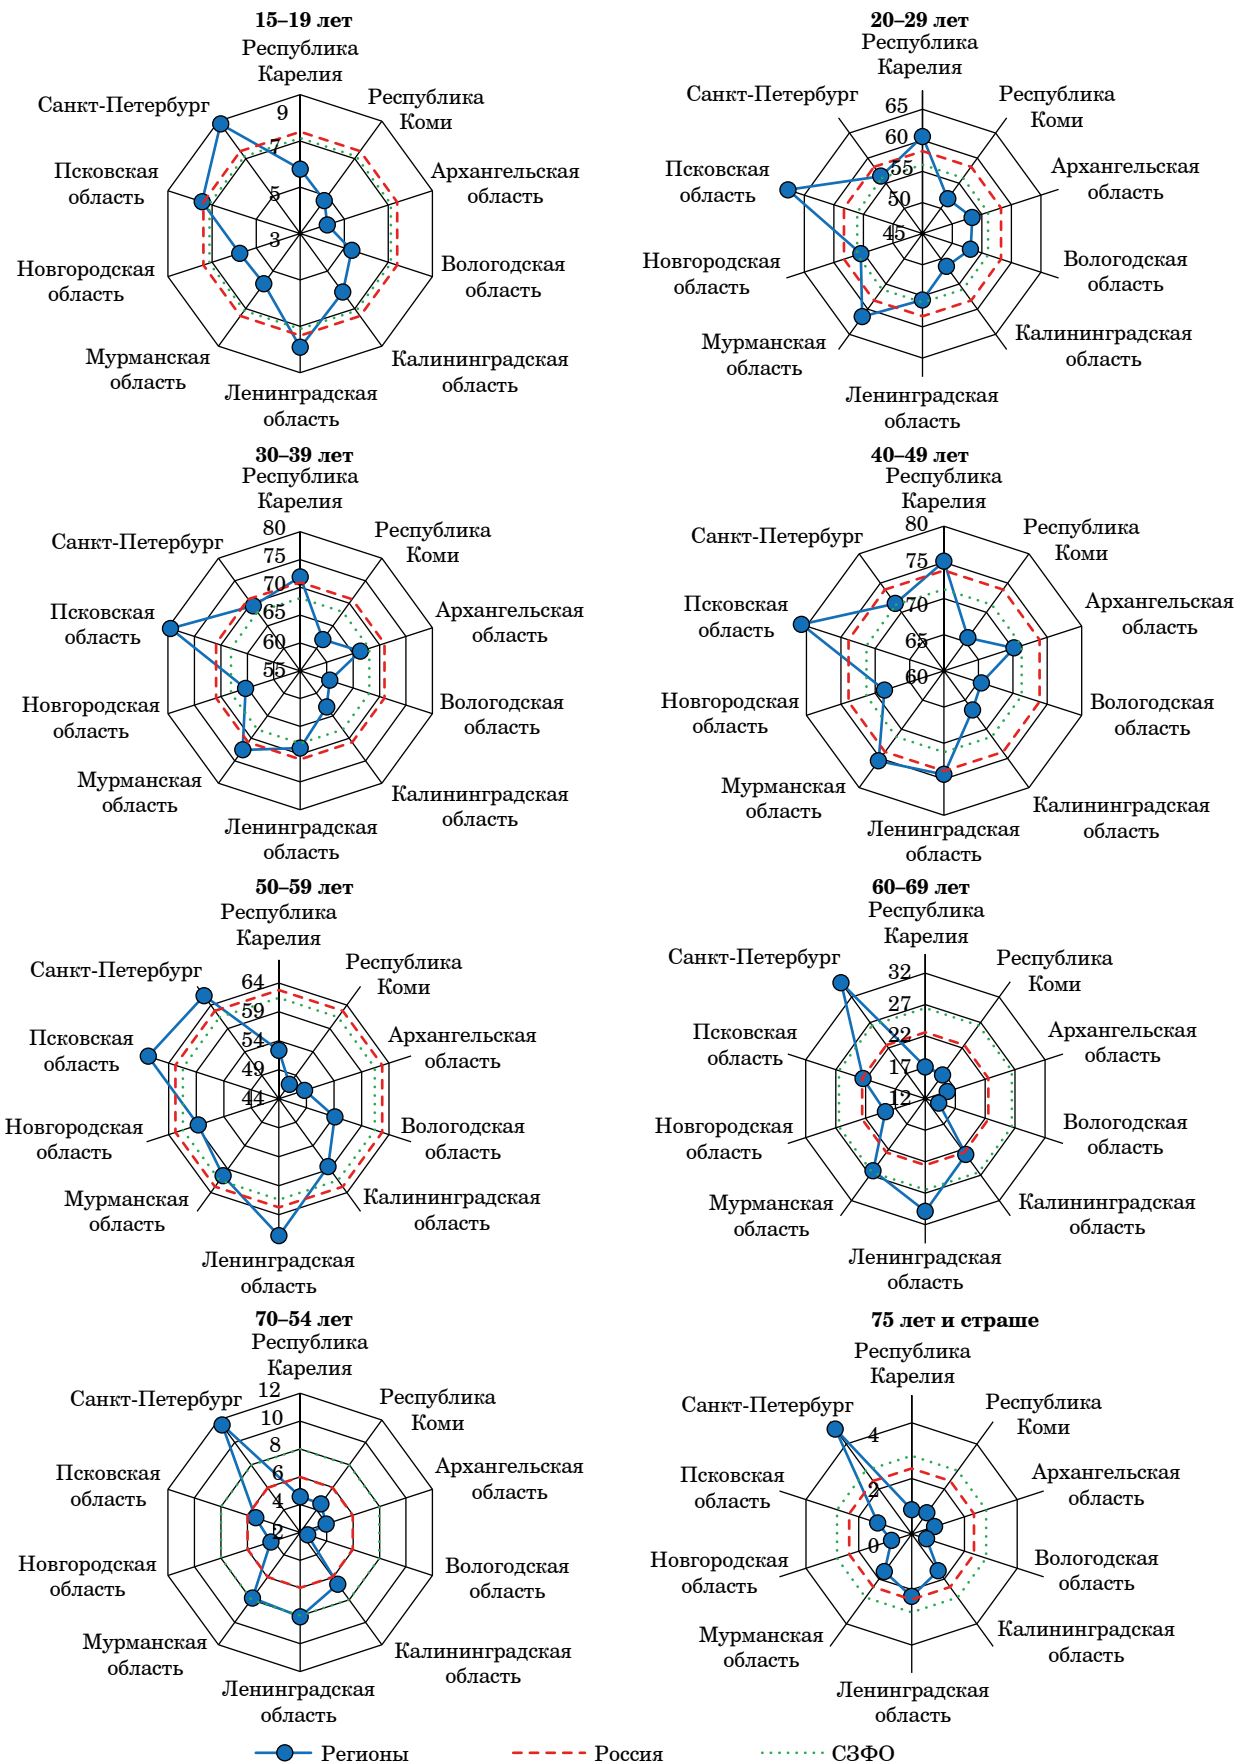 15–19 лет
Республика
Карелия
Республика
Коми
Архангельская
область
Вологодская
область
Калининградская
область
Ленинградская
область
Мурманская
область
Новгородская
область
Псковская
область
Санкт-Петербург
9
7
5
3
20–29 лет
Республика
Карелия
Республика
Коми
Архангельская
область
Вологодская
область
Калининградская
область
Ленинградская
область
Мурманская
область
Новгородская
область
Псковская
область
Санкт-Петербург
65
60
55
50
45
30–39 лет
Республика
Карелия
Республика
Коми
Архангельская
область
Вологодская
область
Калининградская
область
Ленинградская
область
Мурманская
область
Новгородская
область
Псковская
область
Санкт-Петербург
80
75
70
65
60
55
40–49 лет
Республика
Карелия
Республика
Коми
Архангельская
область
Вологодская
область
Калининградская
область
Ленинградская
область
Мурманская
область
Новгородская
область
Псковская
область
Санкт-Петербург
80
75
70
65
60
50–59 лет
Республика
Карелия
Республика
Коми
Архангельская
область
Вологодская
область
Калининградская
область
Ленинградская
область
Мурманская
область
Новгородская
область
Псковская
область
Санкт-Петербург
64
59
54
49
44
60–69 лет
Республика
Карелия
Республика
Коми
Архангельская
область
Вологодская
область
Калининградская
область
Ленинградская
область
Мурманская
область
Новгородская
область
Псковская
область
Санкт-Петербург
32
27
22
17
12
70–54 лет
Республика
Карелия
Республика
Коми
Архангельская
область
Вологодская
область
Калининградская
область
Ленинградская
область
Мурманская
область
Новгородская
область
Псковская
область
Санкт-Петербург
12
10
8
6
4
2
75 лет и страше
Республика
Карелия
Республика
Коми
Архангельская
область
Вологодская
область
Калининградская
область
Ленинградская
область
Мурманская
область
Новгородская
область
Псковская
область
Санкт-Петербург
4
2
0
Регионы
Россия
СЗФО